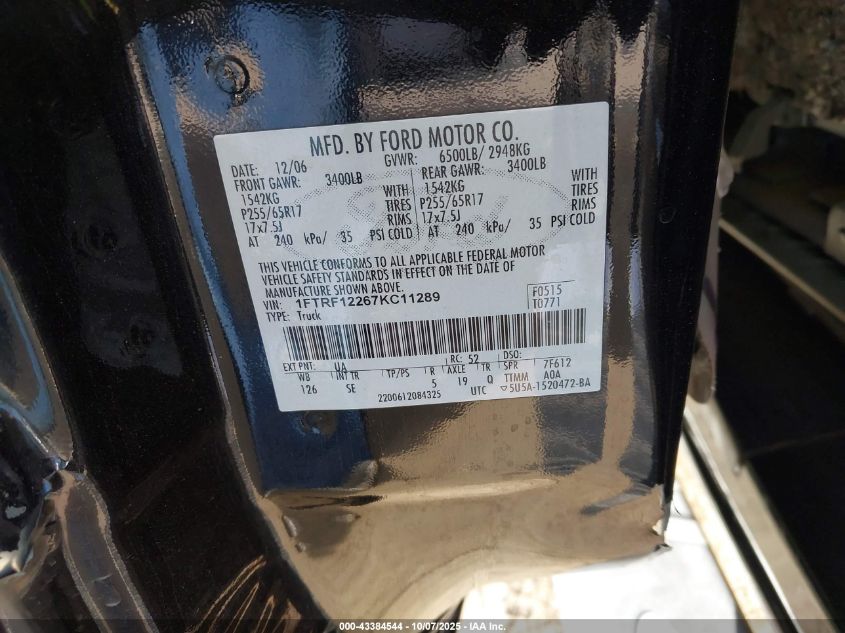 MFD. BY FORD MOTOR CO.
DATE: 12/06 GVWR: 6500LB/ 2948KG
FRONT GAWR: 3400LB REAR GAWR: 3400LB
1542KG WITH 1542KG WITH
P255/65R17 TIRES P255/65R17 TIRES
17x7.5J RIMS 17x7.5J RIMS
AT 240 kPa/ 35 PSI COLD AT 240 kPa/ 35 PSI COLD
THIS VEHICLE CONFORMS TO ALL APPLICABLE FEDERAL MOTOR
VEHICLE SAFETY STANDARDS IN EFFECT ON THE DATE OF
MANUFACTURE SHOWN ABOVE.
VIN: 1FTRF12267KC11289 F0515
TYPE: Truck T0771
EXT PNT: UA RC: 52 DSO:
WB INT TR TP/PS R AXLE TR SPR 7F612
126 SE 5 19 Q TTMM A0A
2200612084325 UTC ▽5U5A-1520472-BA
000-43384544 | 10/07/2025 - IAA Inc.